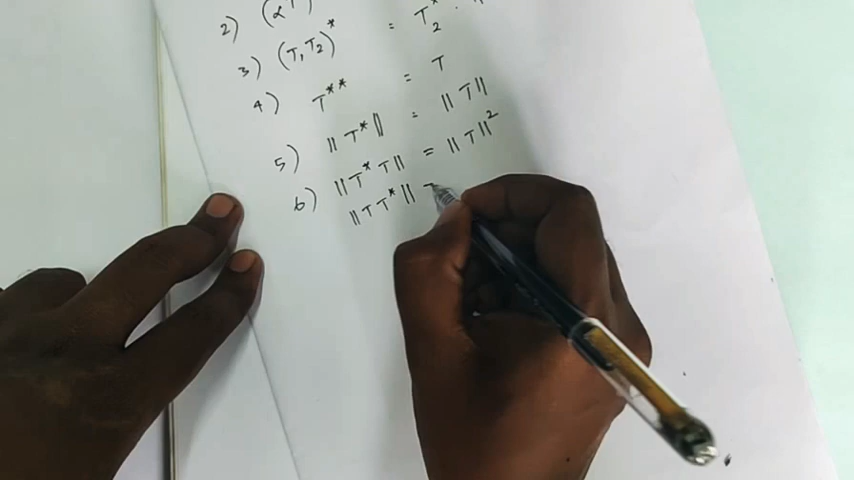 2) (αT)
3) (T₁T₂)* = T₂* ·
4) T** = T
5) ||T*|| = ||T||
6) ||T*T|| = ||T||²
||TT*|| =